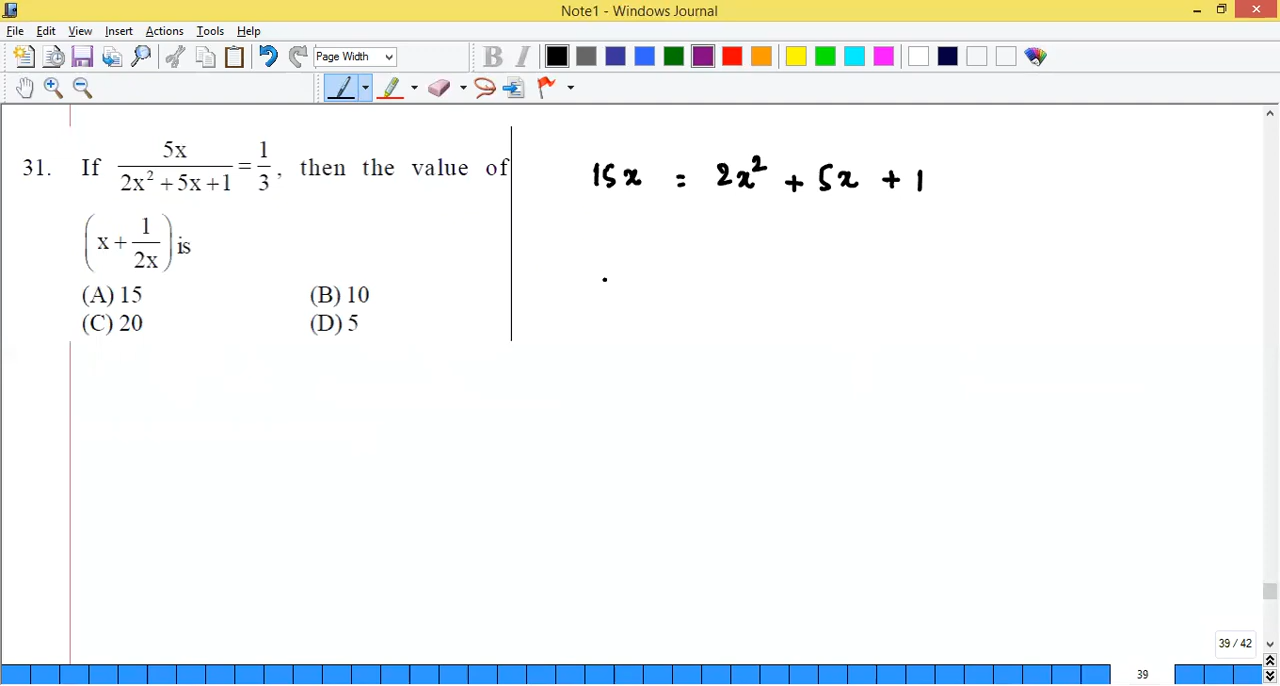 Note1 - Windows Journal
File Edit View Insert Actions Tools Help
Page Width
B I
31. If 5x / 2x² + 5x + 1 = 1 / 3 , then the value of
(x + 1 / 2x) is
(A) 15 (B) 10
(C) 20 (D) 5
15x = 2x² + 5x + 1
39 / 42
39